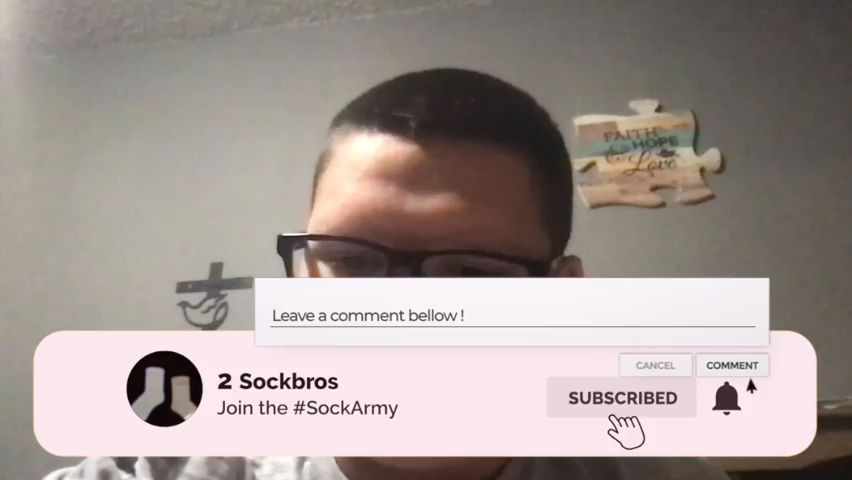 FAITH
& HOPE
Love
Leave a comment bellow !
CANCEL
COMMENT
2 Sockbros
SUBSCRIBED
Join the #SockArmy